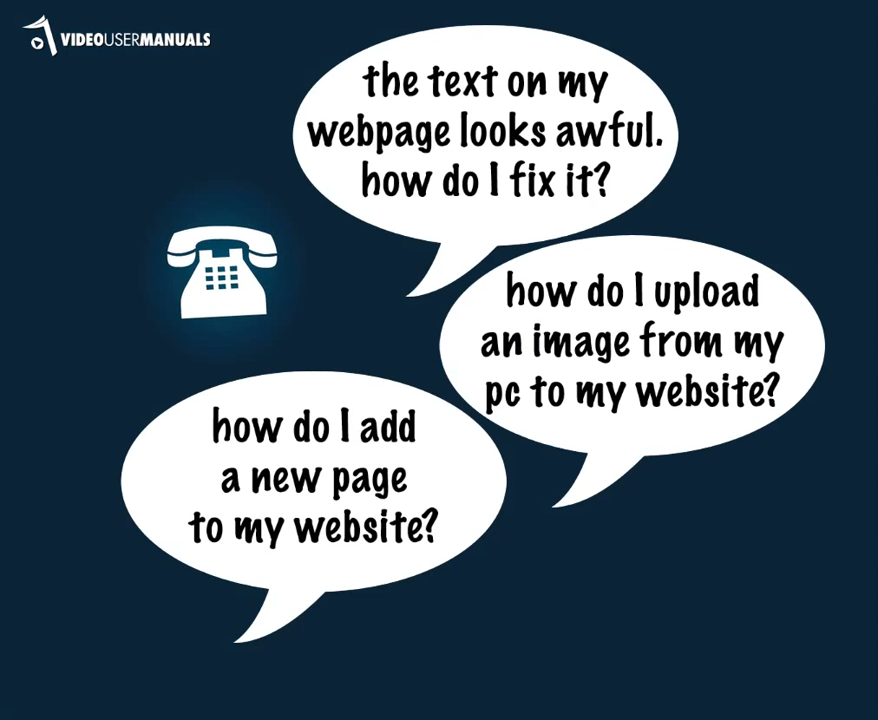 VIDEOUSERMANUALS
the text on my
webpage looks awful.
how do I fix it?
how do I upload
an image from my
pc to my website?
how do I add
a new page
to my website?